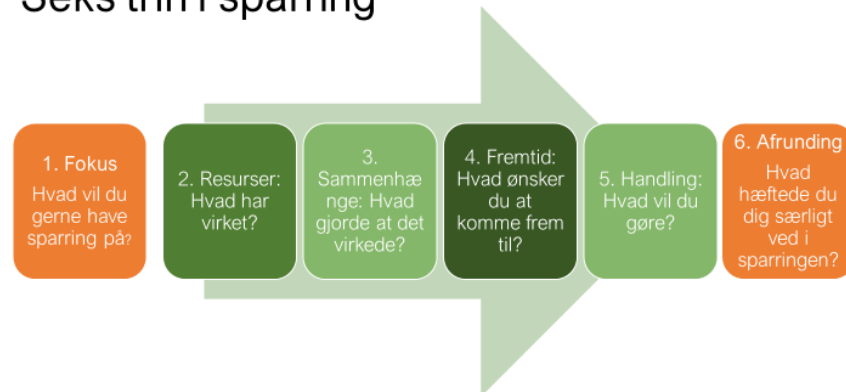 Seks trin i sparring
1. Fokus
Hvad vil du
gerne have
sparring på?
2. Resurser:
Hvad har
virket?
3.
Sammenhæ
nge: Hvad
gjorde at det
virkede?
4. Fremtid:
Hvad ønsker
du at
komme frem
til?
5. Handling:
Hvad vil du
gøre?
6. Afrunding
Hvad
hæftede du
dig særligt
ved i
sparringen?